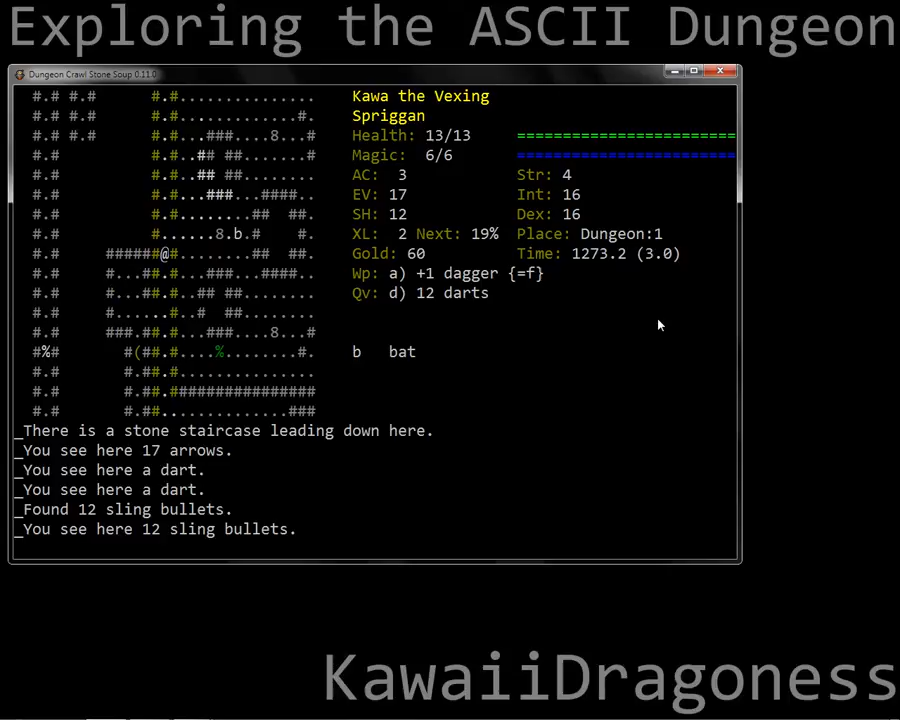 Exploring the ASCII Dungeon
Dungeon Crawl Stone Soup 0.11.0
#.# #.#       #.#...............
#.# #.#       #.#.............#.
#.# #.#       #.#...###....8...#
#.#           #.#..## ##.......#
#.#           #.#..## ##........
#.#           #.#...###...####..
#.#           #.#........##  ##.
#.#           #......8.b.#    #.
#.#      ######@#........##  ##.
#.#      #...##.#...###...####..
#.#      #...##.#..## ##........
#.#      #......#..#  ##........
#.#      ###.##.#...###....8...#
#%#        #(##.#....%........#.
#.#        #.##.#...............
#.#        #.##.################
#.#        #.##..............###
Kawa the Vexing
Spriggan
Health: 13/13 ========================
Magic: 6/6 ========================
AC: 3 Str: 4
EV: 17 Int: 16
SH: 12 Dex: 16
XL: 2 Next: 19% Place: Dungeon:1
Gold: 60 Time: 1273.2 (3.0)
Wp: a) +1 dagger {=f}
Qv: d) 12 darts
b bat
_There is a stone staircase leading down here.
_You see here 17 arrows.
_You see here a dart.
_You see here a dart.
_Found 12 sling bullets.
_You see here 12 sling bullets.
KawaiiDragoness